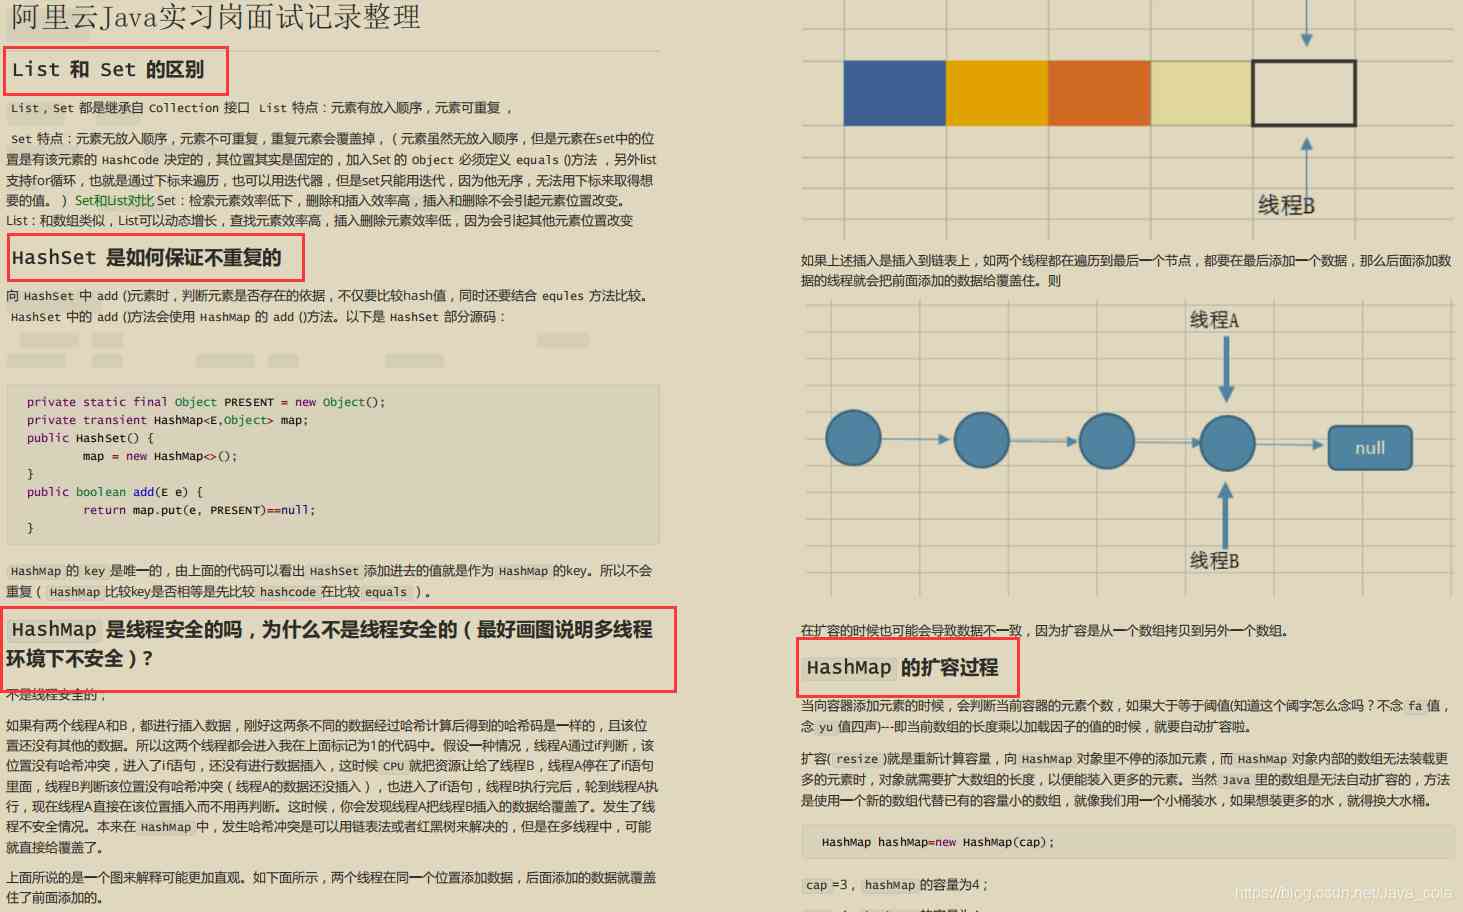 阿里云Java实习岗面试记录整理
List 和 Set 的区别
List , Set 都是继承自 Collection 接口 List 特点：元素有放入顺序，元素可重复 ，
Set 特点：元素无放入顺序，元素不可重复，重复元素会覆盖掉，（元素虽然无放入顺序，但是元素在set中的位
置是有该元素的 HashCode 决定的，其位置其实是固定的，加入Set 的 Object 必须定义 equals ()方法 ，另外list
支持for循环，也就是通过下标来遍历，也可以用迭代器，但是set只能用迭代，因为他无序，无法用下标来取得想
要的值。） Set和List对比 Set：检索元素效率低下，删除和插入效率高，插入和删除不会引起元素位置改变。
List：和数组类似，List可以动态增长，查找元素效率高，插入删除元素效率低，因为会引起其他元素位置改变
HashSet 是如何保证不重复的
向 HashSet 中 add ()元素时，判断元素是否存在的依据，不仅要比较hash值，同时还要结合 equles 方法比较。
HashSet 中的 add ()方法会使用 HashMap 的 add ()方法。以下是 HashSet 部分源码：
private static final Object PRESENT = new Object();
private transient HashMap<E,Object> map;
public HashSet() {
map = new HashMap<>();
}
public boolean add(E e) {
return map.put(e, PRESENT)==null;
}
HashMap 的 key 是唯一的，由上面的代码可以看出 HashSet 添加进去的值就是作为 HashMap 的key。所以不会
重复（ HashMap 比较key是否相等是先比较 hashcode 在比较 equals ）。
HashMap 是线程安全的吗，为什么不是线程安全的（最好画图说明多线程
环境下不安全）?
不是线程安全的；
如果有两个线程A和B，都进行插入数据，刚好这两条不同的数据经过哈希计算后得到的哈希码是一样的，且该位
置还没有其他的数据。所以这两个线程都会进入我在上面标记为1的代码中。假设一种情况，线程A通过if判断，该
位置没有哈希冲突，进入了if语句，还没有进行数据插入，这时候 CPU 就把资源让给了线程B，线程A停在了if语句
里面，线程B判断该位置没有哈希冲突（线程A的数据还没插入），也进入了if语句，线程B执行完后，轮到线程A执
行，现在线程A直接在该位置插入而不用再判断。这时候，你会发现线程A把线程B插入的数据给覆盖了。发生了线
程不安全情况。本来在 HashMap 中，发生哈希冲突是可以用链表法或者红黑树来解决的，但是在多线程中，可能
就直接给覆盖了。
上面所说的是一个图来解释可能更加直观。如下面所示，两个线程在同一个位置添加数据，后面添加的数据就覆盖
住了前面添加的。
线程B
如果上述插入是插入到链表上，如两个线程都在遍历到最后一个节点，都要在最后添加一个数据，那么后面添加数
据的线程就会把前面添加的数据给覆盖住。则
线程A
null
线程B
在扩容的时候也可能会导致数据不一致，因为扩容是从一个数组拷贝到另外一个数组。
HashMap 的扩容过程
当向容器添加元素的时候，会判断当前容器的元素个数，如果大于等于阈值(知道这个阈字怎么念吗？不念 fa 值，
念 yu 值四声)---即当前数组的长度乘以加载因子的值的时候，就要自动扩容啦。
扩容( resize )就是重新计算容量，向 HashMap 对象里不停的添加元素，而 HashMap 对象内部的数组无法装载更
多的元素时，对象就需要扩大数组的长度，以便能装入更多的元素。当然 Java 里的数组是无法自动扩容的，方法
是使用一个新的数组代替已有的容量小的数组，就像我们用一个小桶装水，如果想装更多的水，就得换大水桶。
HashMap hashMap=new HashMap(cap);
cap =3， hashMap 的容量为4；
https://blog.csdn.net/Java_cola